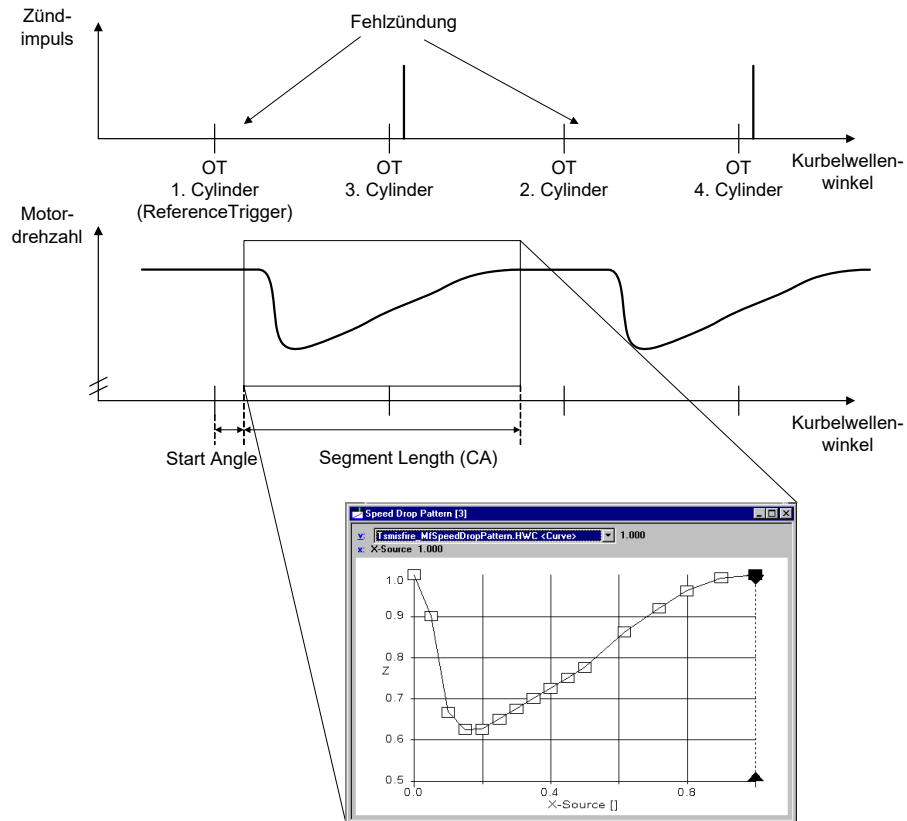 Zünd-
impuls
Fehlzündung
OT
1. Cylinder
(ReferenceTrigger)
OT
3. Cylinder
OT
2. Cylinder
OT
4. Cylinder
Kurbelwellen-
winkel
Motor-
drehzahl
Kurbelwellen-
winkel
Start Angle
Segment Length (CA)
Speed Drop Pattern [3]
y: Tsmisfire_MfSpeedDropPattern.HWC <Curve> 1.000
x: X-Source 1.000
1.0
0.9
0.8
Z
0.7
0.6
0.5
0.0
0.4
0.8
X-Source []